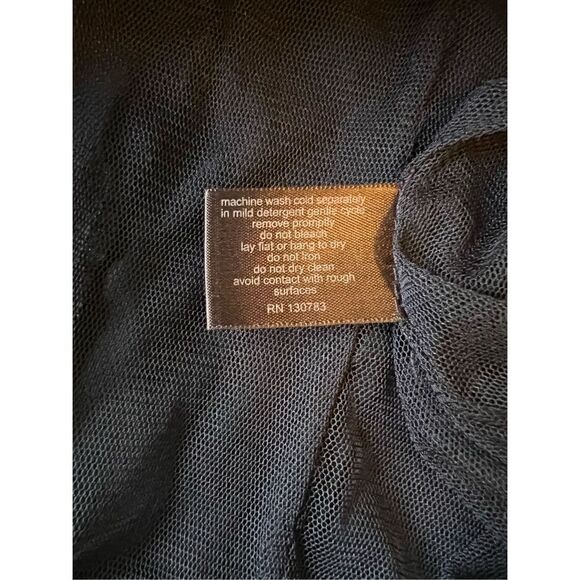 machine wash cold separately
in mild detergent gentle cycle
remove promptly
do not bleach
lay flat or hang to dry
do not iron
do not dry clean
avoid contact with rough
surfaces
RN 130783